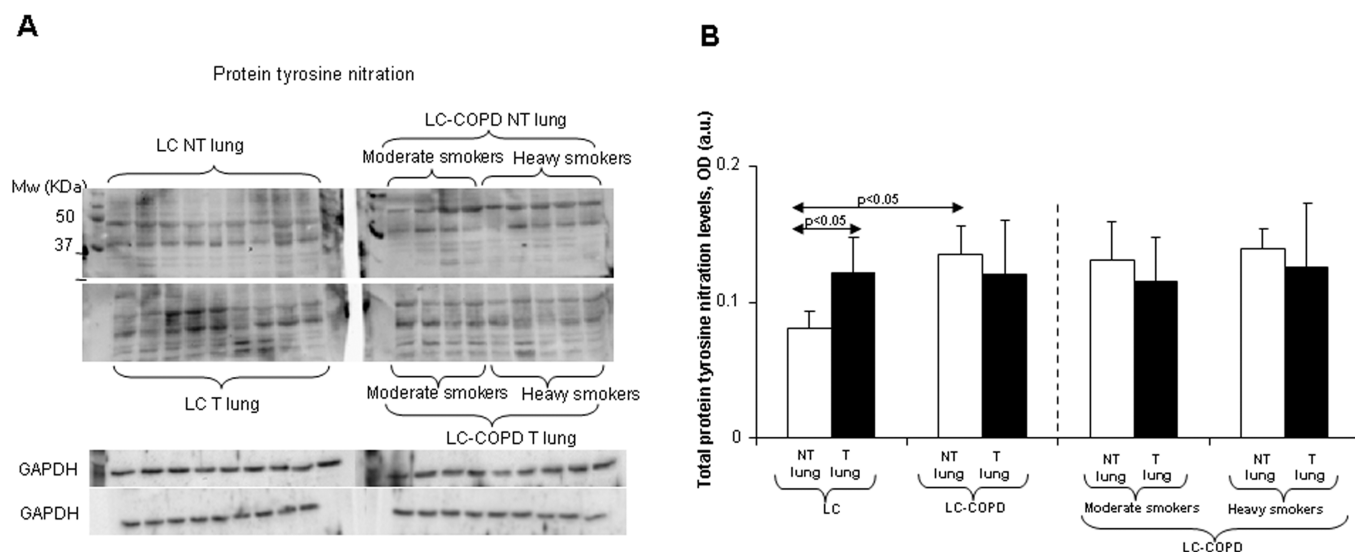 A
Protein tyrosine nitration
LC-COPD NT lung
LC NT lung
Moderate smokers Heavy smokers
Mw (KDa)
50
37
Moderate smokers Heavy smokers
LC T lung
LC-COPD T lung
GAPDH
GAPDH
B
Total protein tyrosine nitration levels, OD (a.u.)
0.2
0.1
0
p<0.05
p<0.05
NT lung
T lung
NT lung
T lung
NT lung
T lung
NT lung
T lung
LC
LC-COPD
Moderate smokers
Heavy smokers
LC-COPD